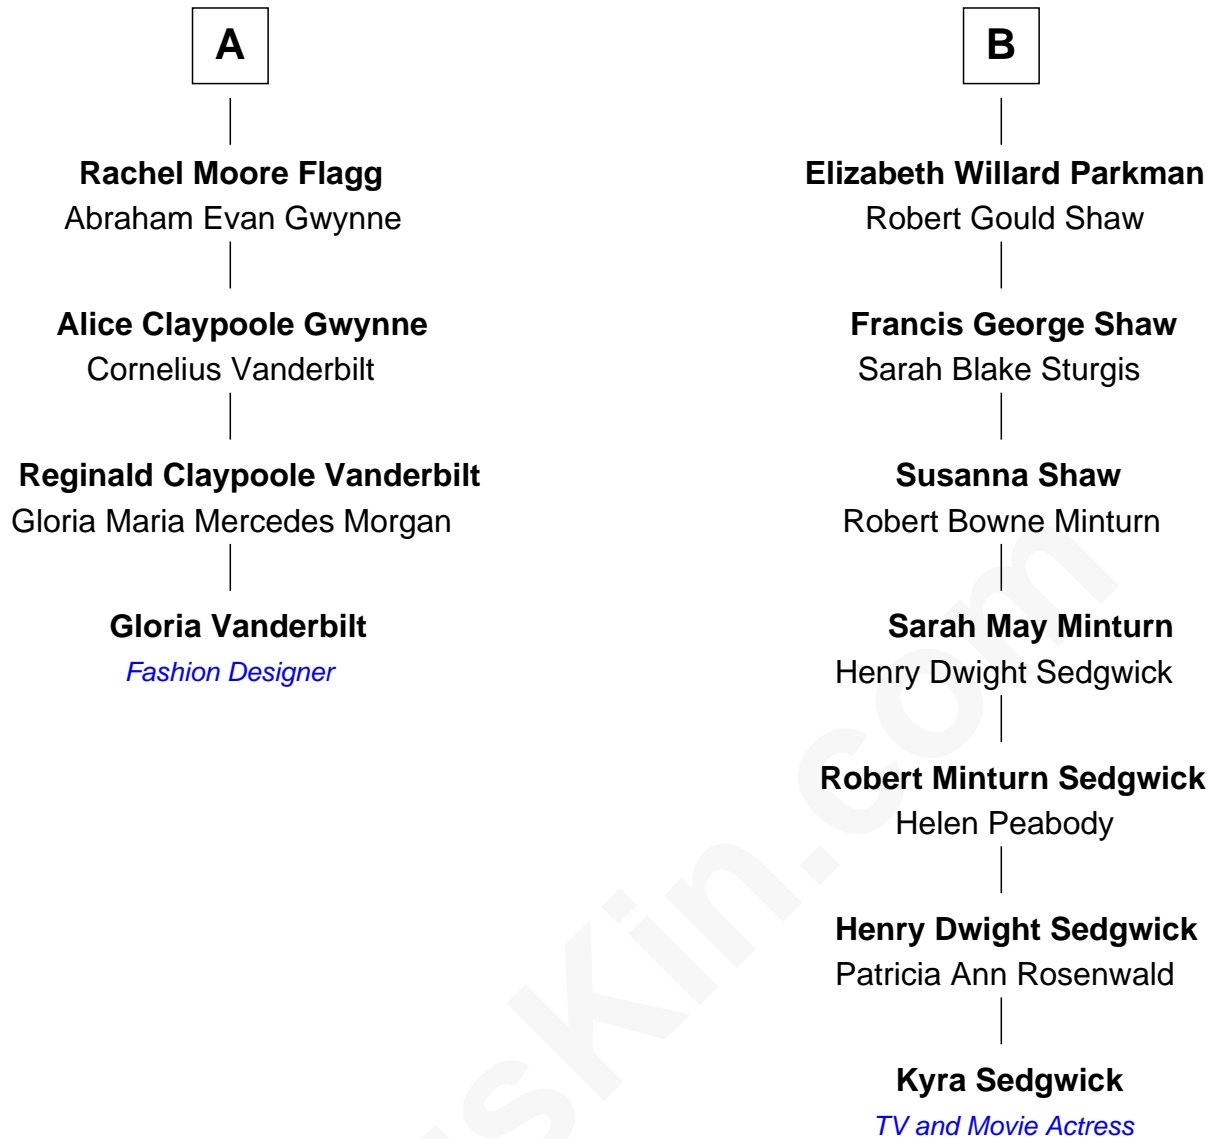 A
Rachel Moore Flagg
Abraham Evan Gwynne
Alice Claypoole Gwynne
Cornelius Vanderbilt
Reginald Claypoole Vanderbilt
Gloria Maria Mercedes Morgan
Gloria Vanderbilt
Fashion Designer
B
Elizabeth Willard Parkman
Robert Gould Shaw
Francis George Shaw
Sarah Blake Sturgis
Susanna Shaw
Robert Bowne Minturn
Sarah May Minturn
Henry Dwight Sedgwick
Robert Minturn Sedgwick
Helen Peabody
Henry Dwight Sedgwick
Patricia Ann Rosenwald
Kyra Sedgwick
TV and Movie Actress
sKin.com